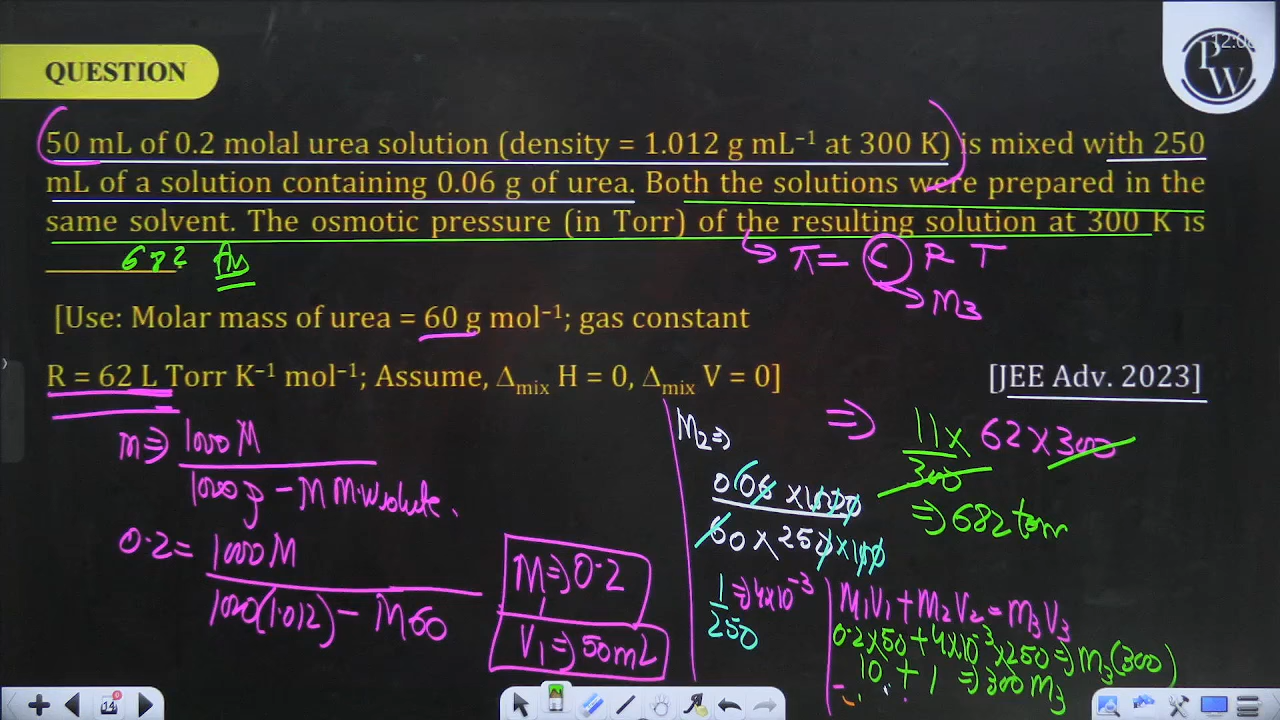 12:0
PW
QUESTION
50 mL of 0.2 molal urea solution (density = 1.012 g mL⁻¹ at 300 K) is mixed with 250
mL of a solution containing 0.06 g of urea. Both the solutions were prepared in the
same solvent. The osmotic pressure (in Torr) of the resulting solution at 300 K is
682 Ans
π = C R T
→ M3
[Use: Molar mass of urea = 60 g mol⁻¹; gas constant
R = 62 L Torr K⁻¹ mol⁻¹; Assume, Δmix H = 0, Δmix V = 0]
[JEE Adv. 2023]
m ⇒ 1000 M
1000 ρ - M M.W solute.
0.2 = 1000 M
1000(1.012) - M 60
M1 ⇒ 0.2
V1 ⇒ 50 mL
M2 ⇒
0.06 × 1000
60 × 250 × 100
1/250 ⇒ 4×10⁻³
⇒ 11/300 × 62 × 300
⇒ 682 torr
M1V1 + M2V2 = M3V3
0.2×50 + 4×10⁻³×250 ⇒ M3(300)
10 + 1 ⇒ 300 M3
14